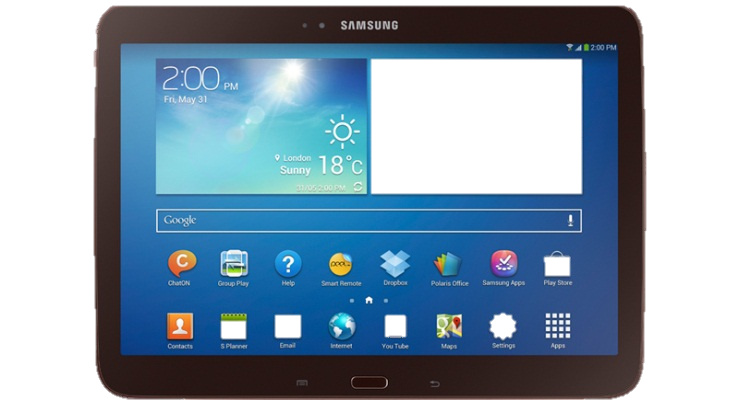 SAMSUNG
2:00 PM
2:00 PM
Fri, May 31
London
Sunny 18°C
31/05 2:00 PM
Google
ChatON Group Play Help Smart Remote Dropbox Polaris Office Samsung Apps Play Store
Contacts S Planner Email Internet You Tube Maps Settings Apps